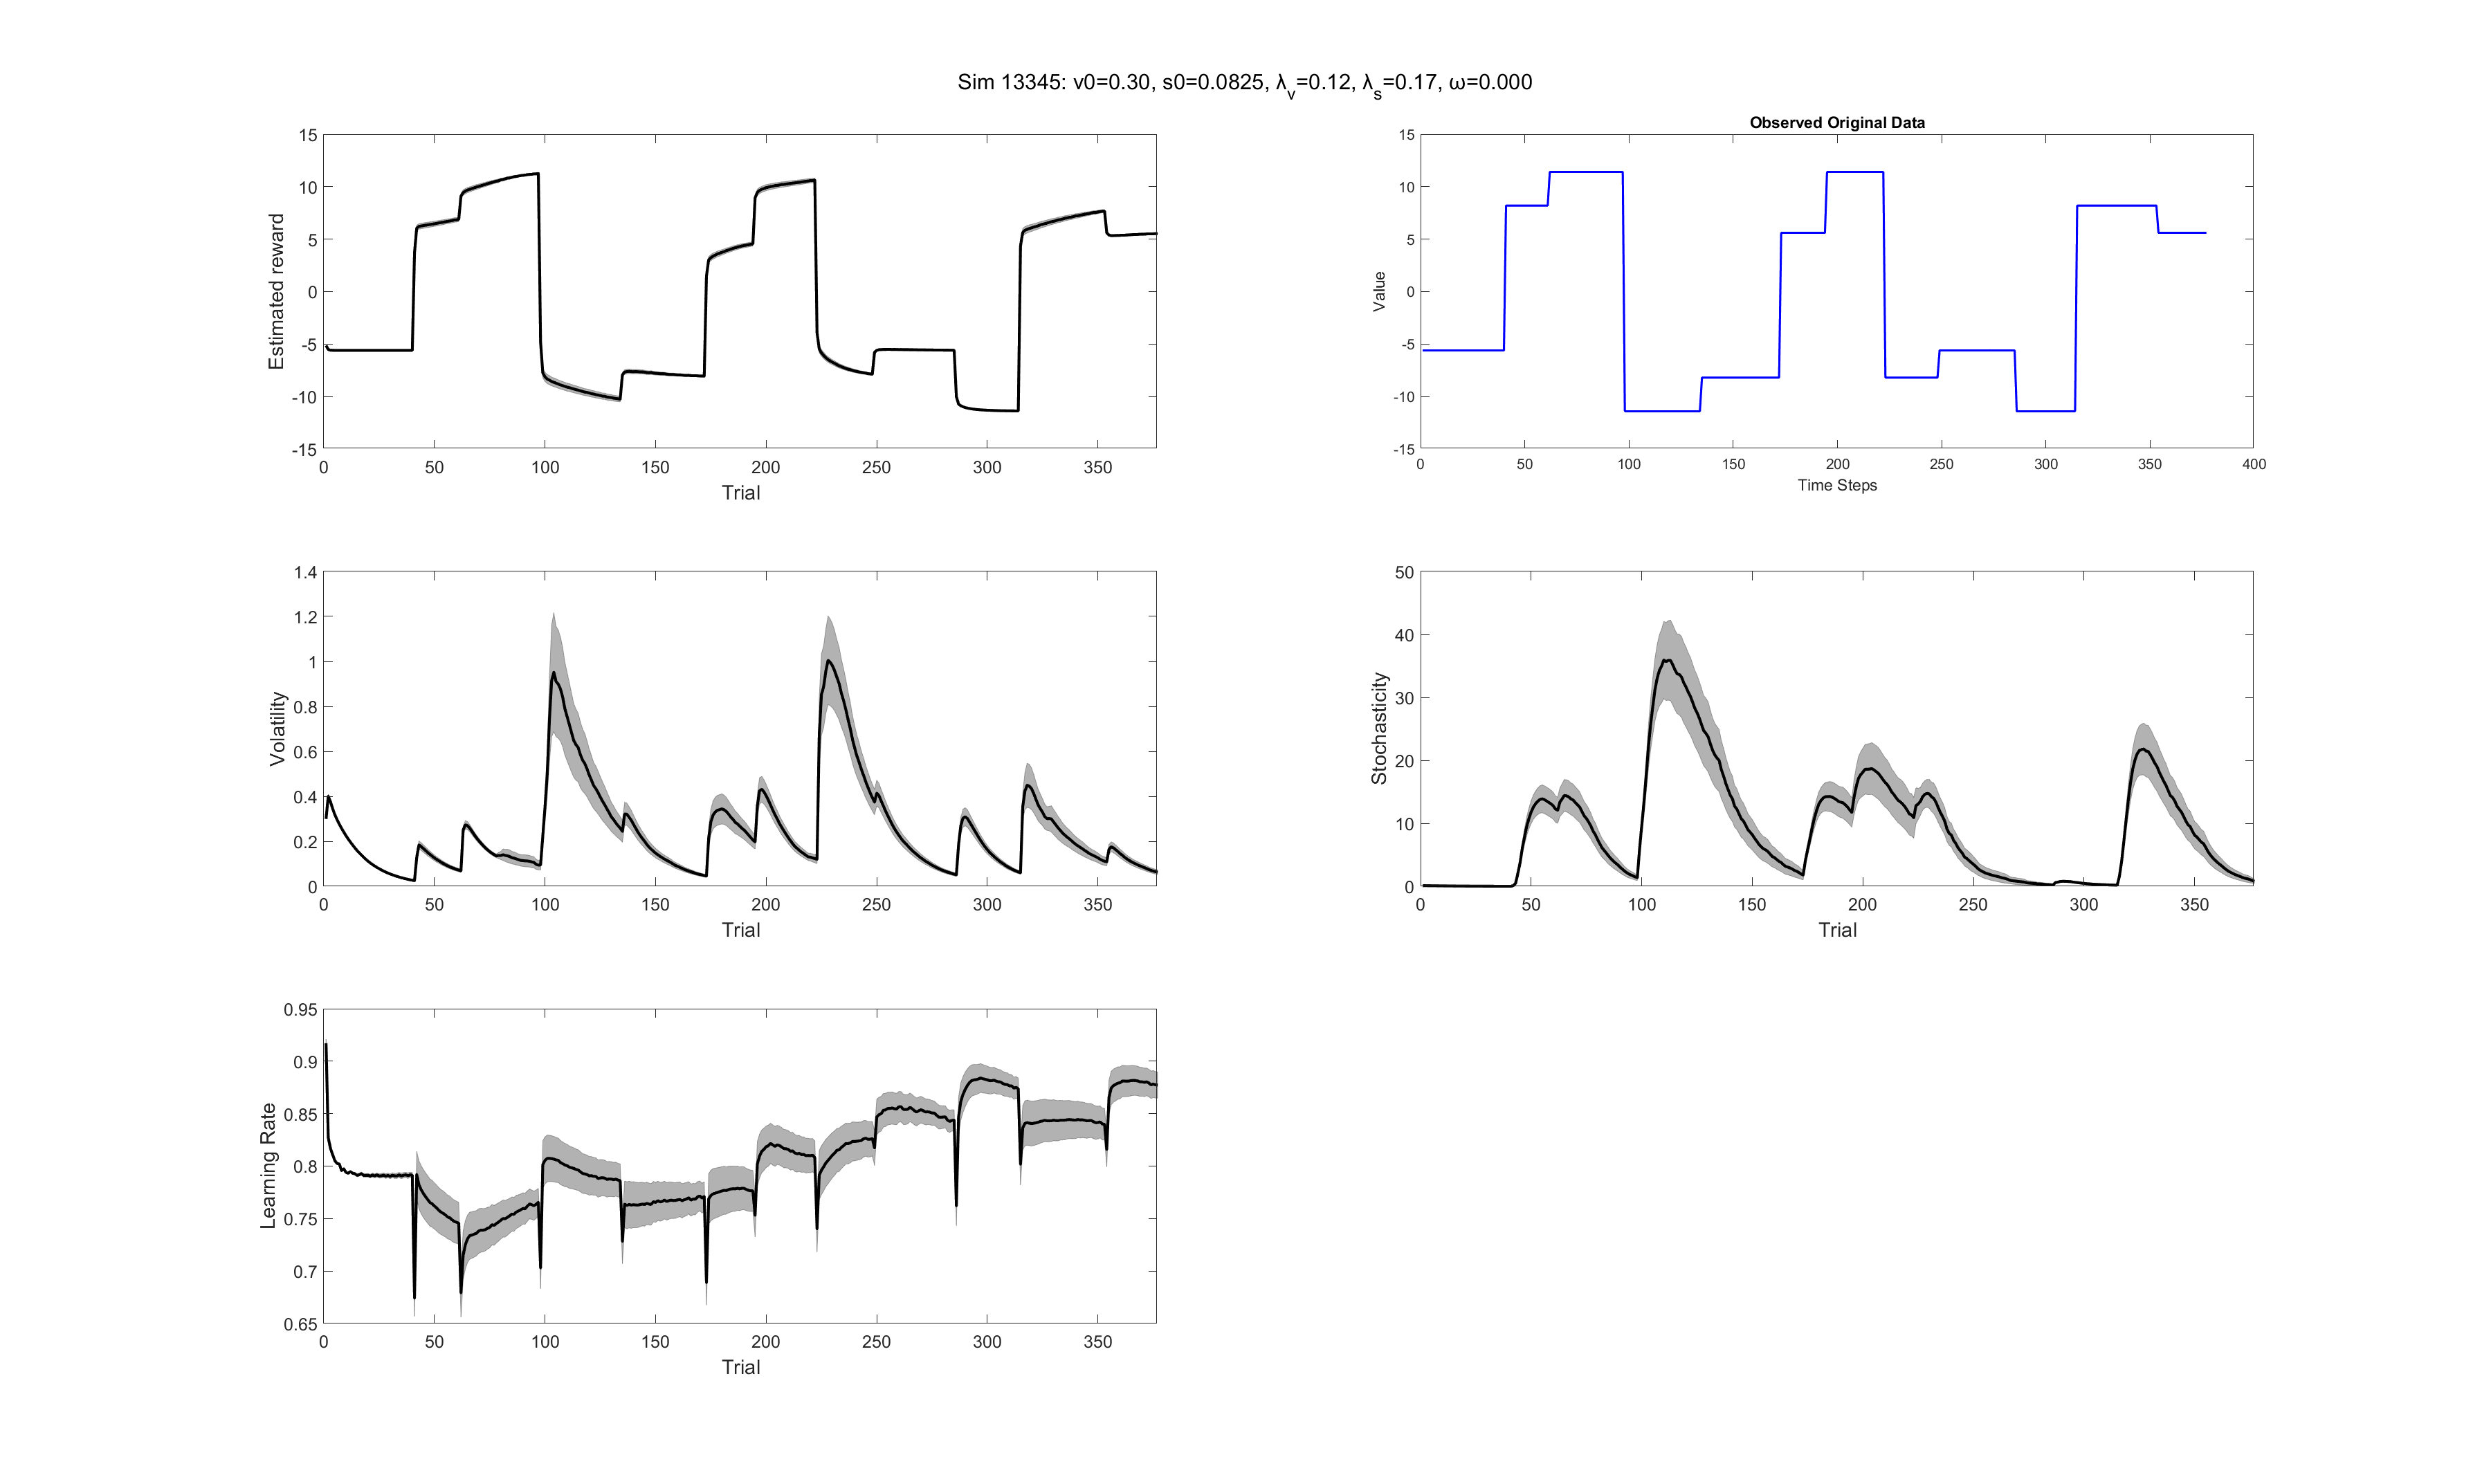 Sim 13345: v0=0.30, s0=0.0825, λv=0.12, λs=0.17, ω=0.000
15
10
5
0
-5
-10
-15
Estimated reward
0 50 100 150 200 250 300 350
Trial
Observed Original Data
15
10
5
0
-5
-10
-15
Value
0 50 100 150 200 250 300 350 400
Time Steps
1.4
1.2
1
0.8
0.6
0.4
0.2
0
Volatility
0 50 100 150 200 250 300 350
Trial
50
40
30
20
10
0
Stochasticity
0 50 100 150 200 250 300 350
Trial
0.95
0.9
0.85
0.8
0.75
0.7
0.65
Learning Rate
0 50 100 150 200 250 300 350
Trial